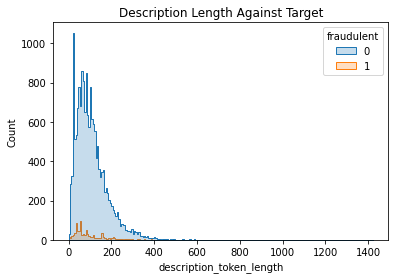 Description Length Against Target
fraudulent
0
1
1000
800
600
400
200
0
Count
0 200 400 600 800 1000 1200 1400
description_token_length